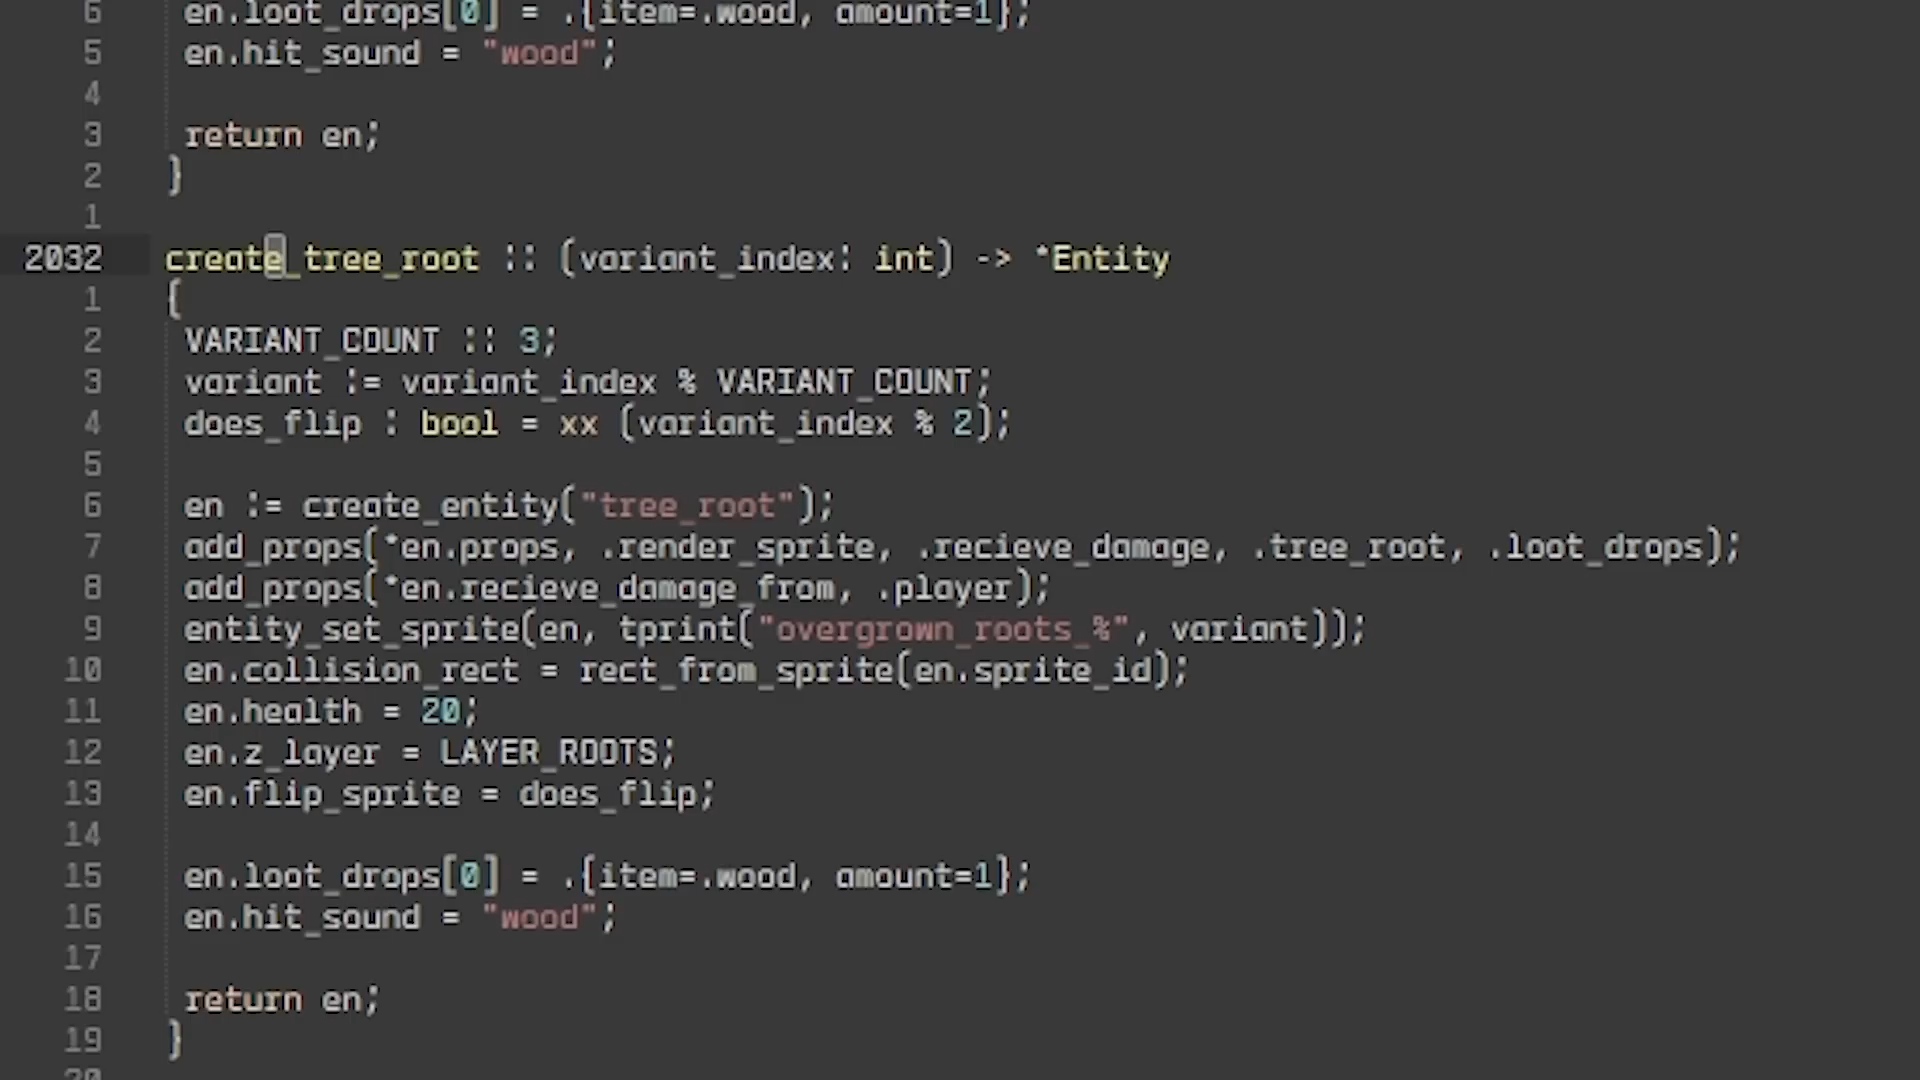 6 en.loot_drops[0] = .{item=.wood, amount=1};
5 en.hit_sound = "wood";
4
3 return en;
2 }
1
2032 create_tree_root :: (variant_index: int) -> *Entity
1 {
2 VARIANT_COUNT :: 3;
3 variant := variant_index % VARIANT_COUNT;
4 does_flip : bool = xx (variant_index % 2);
5
6 en := create_entity("tree_root");
7 add_props(*en.props, .render_sprite, .recieve_damage, .tree_root, .loot_drops);
8 add_props(*en.recieve_damage_from, .player);
9 entity_set_sprite(en, tprint("overgrown_roots_%", variant));
10 en.collision_rect = rect_from_sprite(en.sprite_id);
11 en.health = 20;
12 en.z_layer = LAYER_ROOTS;
13 en.flip_sprite = does_flip;
14
15 en.loot_drops[0] = .{item=.wood, amount=1};
16 en.hit_sound = "wood";
17
18 return en;
19 }
20